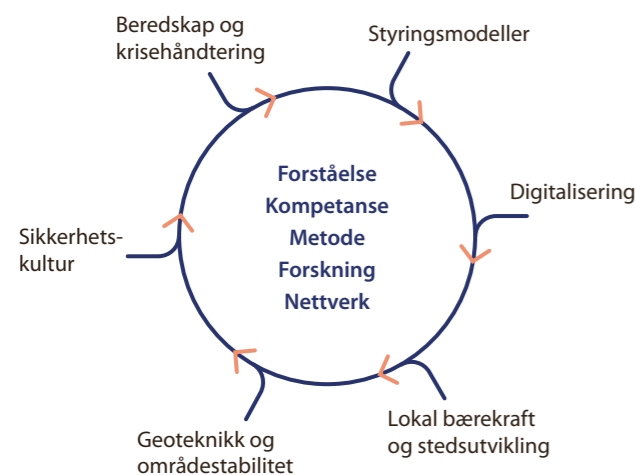 Beredskap og
krisehåndtering
Styringsmodeller
Digitalisering
Lokal bærekraft
og stedsutvikling
Geoteknikk og
områdestabilitet
Sikkerhets-
kultur
Forståelse
Kompetanse
Metode
Forskning
Nettverk